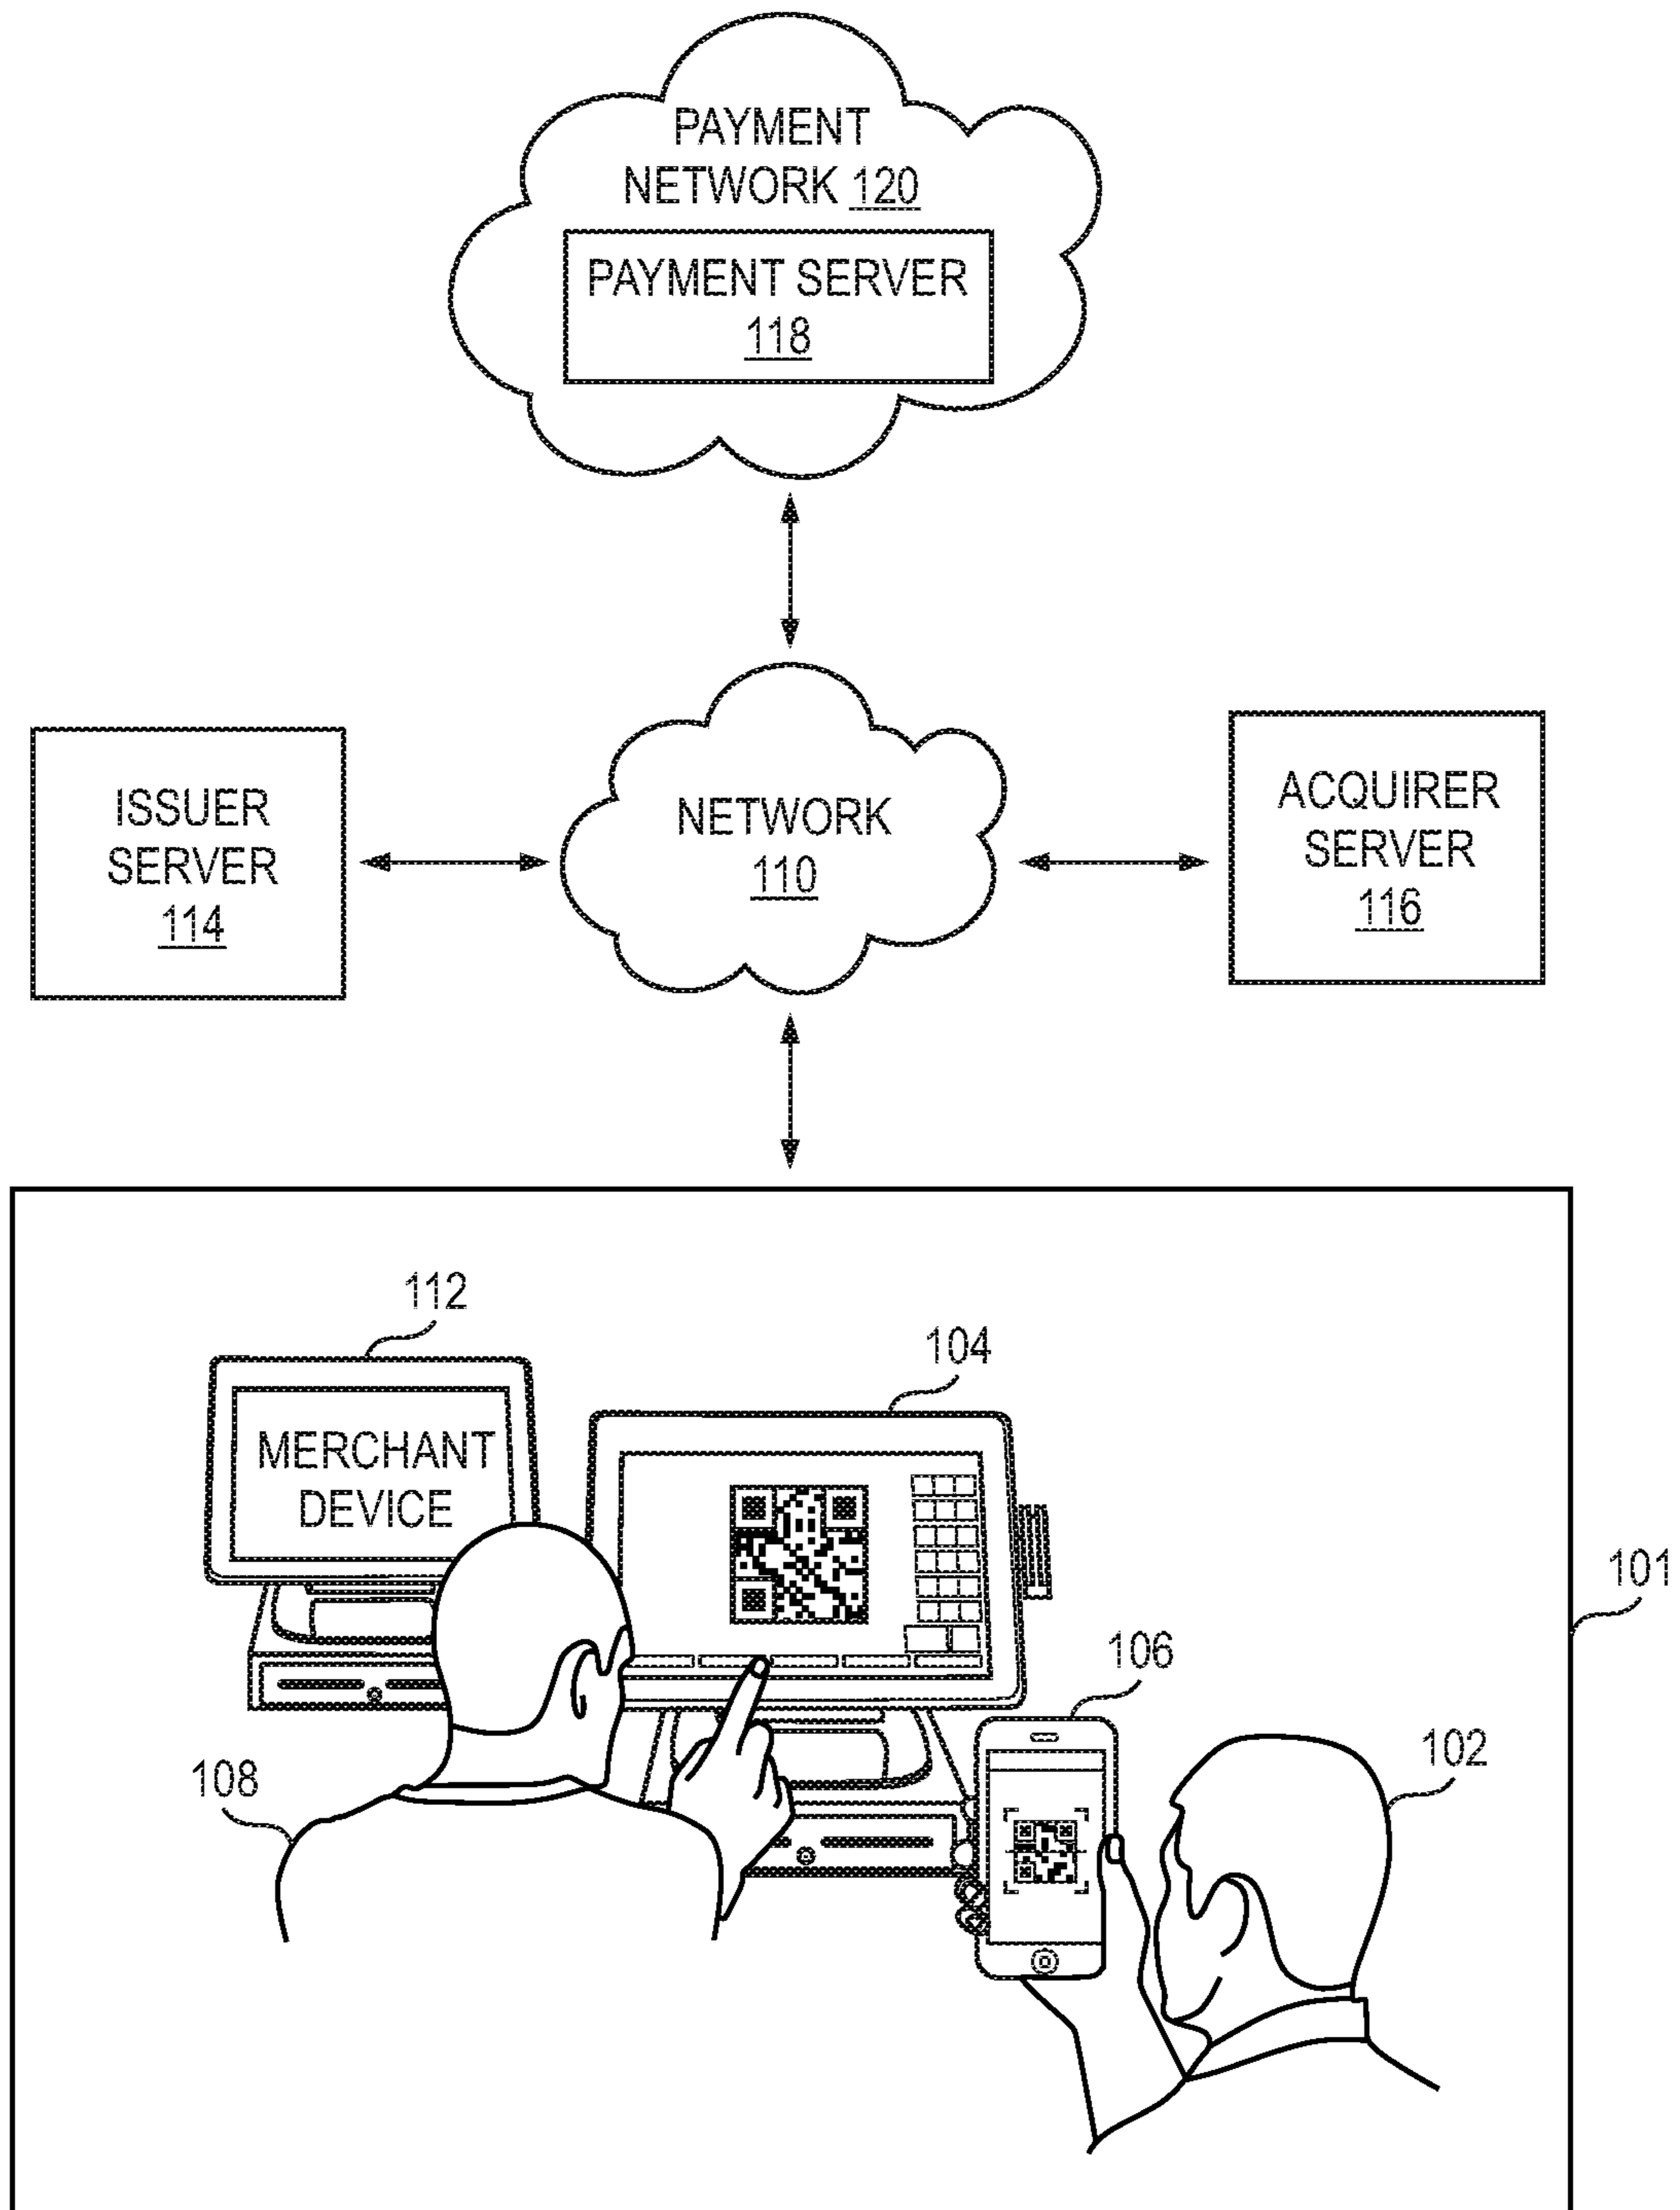 PAYMENT
NETWORK 120
PAYMENT SERVER
118
ISSUER
SERVER
114
NETWORK
110
ACQUIRER
SERVER
116
112
104
MERCHANT
DEVICE
101
106
102
108